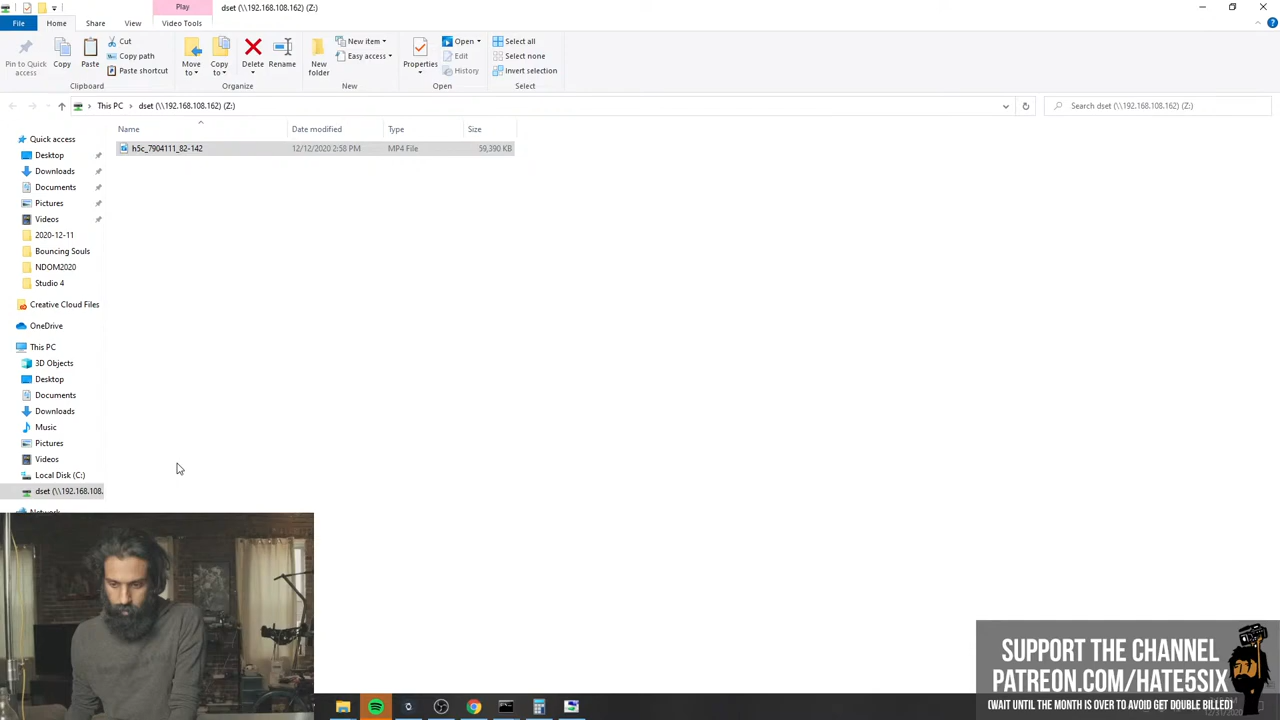 Play
dset (\\192.168.108.162) (Z:)
File
Home
Share
View
Video Tools
Pin to Quick access
Copy
Paste
Cut
Copy path
Paste shortcut
Clipboard
Move to
Copy to
Delete
Rename
Organize
New folder
New item
Easy access
New
Properties
Open
Edit
History
Open
Select all
Select none
Invert selection
Select
This PC
dset (\\192.168.108.162) (Z:)
Search dset (\\192.168.108.162) (Z:)
Name
Date modified
Type
Size
h5c_7904111_82-142
12/12/2020 2:58 PM
MP4 File
59,390 KB
Quick access
Desktop
Downloads
Documents
Pictures
Videos
2020-12-11
Bouncing Souls
NDOM2020
Studio 4
Creative Cloud Files
OneDrive
This PC
3D Objects
Desktop
Documents
Downloads
Music
Pictures
Videos
Local Disk (C:)
dset (\\192.168.108.
Network
SUPPORT THE CHANNEL
PATREON.COM/HATE5SIX
(WAIT UNTIL THE MONTH IS OVER TO AVOID GET DOUBLE BILLED)